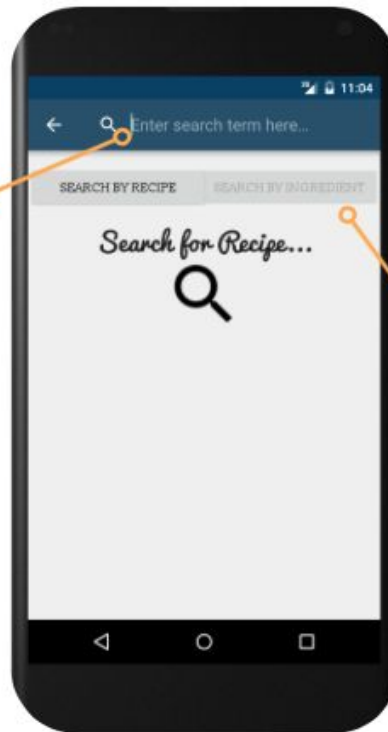 11:04
Enter search term here...
SEARCH BY RECIPE SEARCH BY INGREDIENT
Search for Recipe...